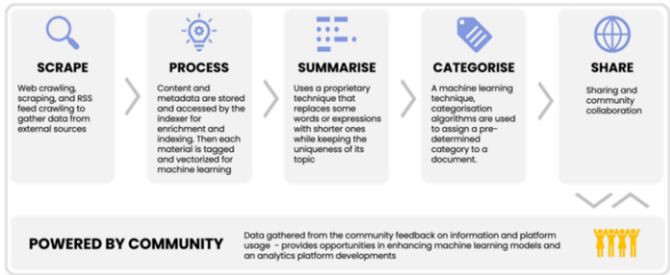 SCRAPE
Web crawling,
scraping, and RSS
feed crawling to
gather data from
external sources
PROCESS
Content and
metadata are stored
and accessed by the
indexer for
enrichment and
indexing. Then each
material is tagged
and vectorized for
machine learning
SUMMARISE
Uses a proprietary
technique that
replaces some
words or expressions
with shorter ones
while keeping the
uniqueness of its
topic
CATEGORISE
A machine learning
technique,
categorisation
algorithms are used
to assign a pre-
determined
category to a
document.
SHARE
Sharing and
community
collaboration
POWERED BY COMMUNITY
Data gathered from the community feedback on information and platform
usage - provides opportunities in enhancing machine learning models and
an analytics platform developments